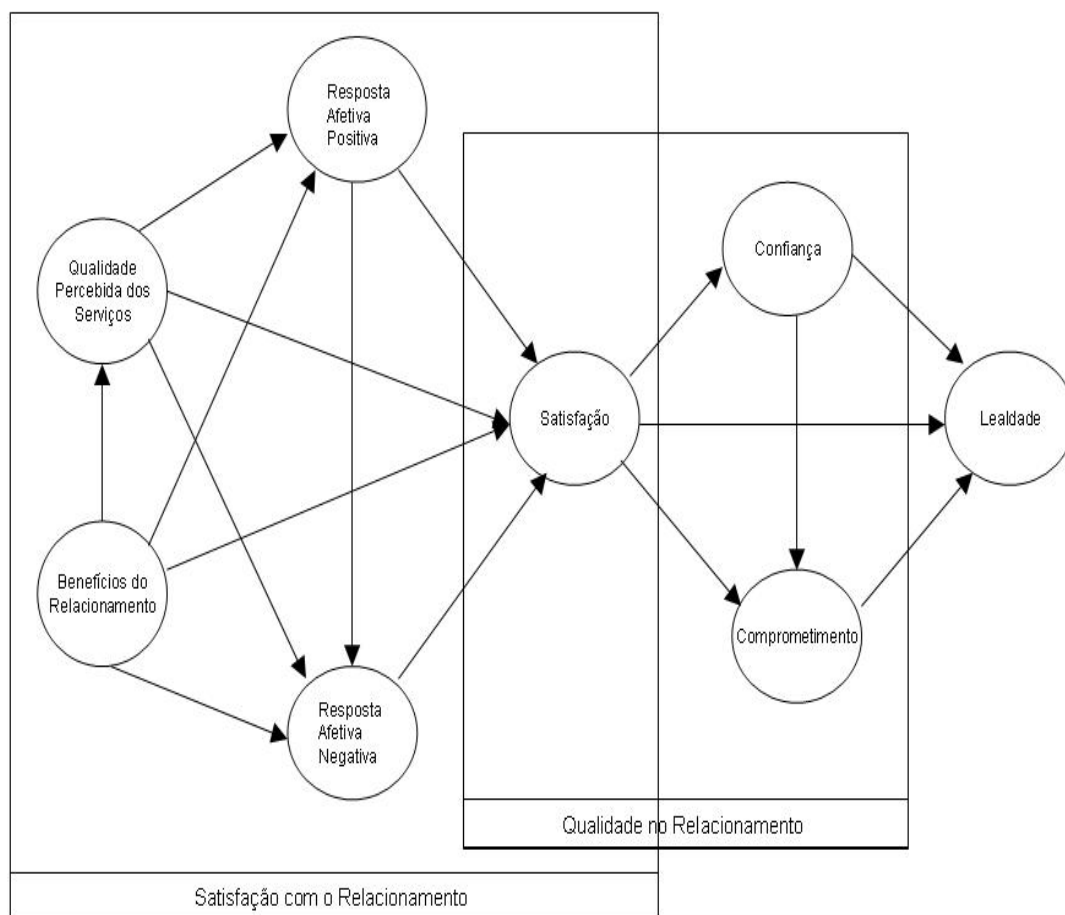 Resposta
Afetiva
Positiva
Qualidade
Percebida dos
Serviços
Confiança
Satisfação
Lealdade
Benefícios do
Relacionamento
Comprometimento
Resposta
Afetiva
Negativa
Qualidade no Relacionamento
Satisfação com o Relacionamento